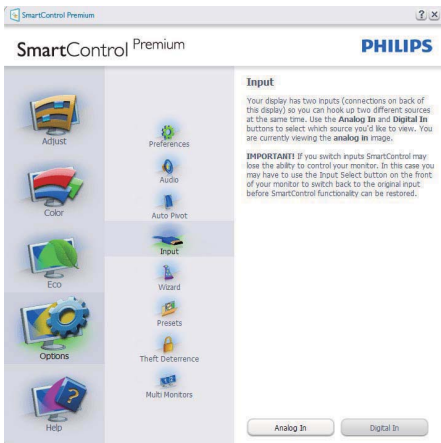 SmartControl Premium
SmartControl Premium
PHILIPS
Adjust
Color
Eco
Options
Help
Preferences
Audio
Auto Pivot
Input
Wizard
Presets
Theft Deterrence
Multi Monitors
Input
Your display has two inputs (connections on back of
this display) so you can hook up two different sources
at the same time. Use the Analog In and Digital In
buttons to select which source you'd like to view. You
are currently viewing the analog in image.
IMPORTANT! If you switch inputs SmartControl may
lose the ability to control your monitor. In this case you
may have to use the Input Select button on the front
of your monitor to switch back to the original input
before SmartControl functionality can be restored.
Analog In
Digital In